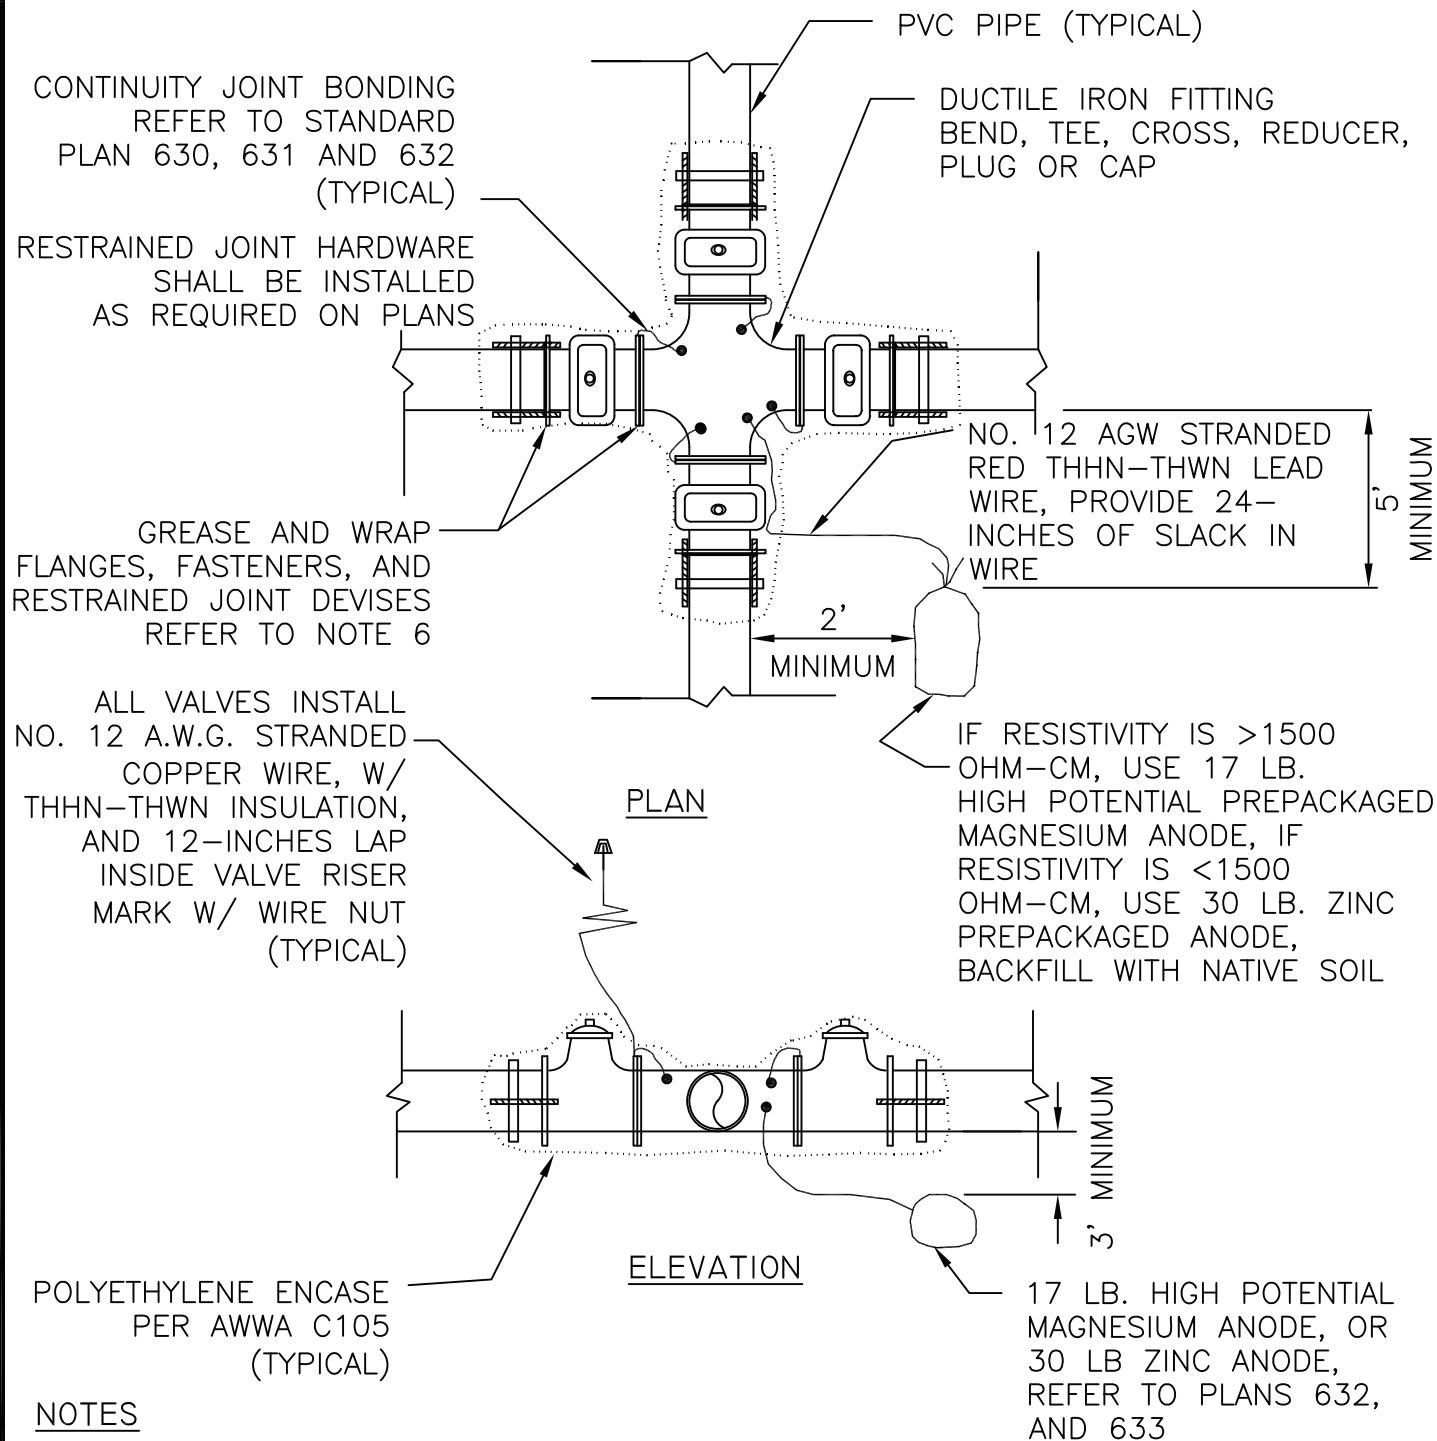 PVC PIPE (TYPICAL)
CONTINUITY JOINT BONDING
REFER TO STANDARD
PLAN 630, 631 AND 632
(TYPICAL)
DUCTILE IRON FITTING
BEND, TEE, CROSS, REDUCER,
PLUG OR CAP
RESTRAINED JOINT HARDWARE
SHALL BE INSTALLED
AS REQUIRED ON PLANS
NO. 12 AGW STRANDED
RED THHN-THWN LEAD
WIRE, PROVIDE 24-
INCHES OF SLACK IN
WIRE
5'
MINIMUM
GREASE AND WRAP
FLANGES, FASTENERS, AND
RESTRAINED JOINT DEVISES
REFER TO NOTE 6
2'
MINIMUM
ALL VALVES INSTALL
NO. 12 A.W.G. STRANDED
COPPER WIRE, W/
THHN-THWN INSULATION,
AND 12-INCHES LAP
INSIDE VALVE RISER
MARK W/ WIRE NUT
(TYPICAL)
PLAN
IF RESISTIVITY IS >1500
OHM-CM, USE 17 LB.
HIGH POTENTIAL PREPACKAGED
MAGNESIUM ANODE, IF
RESISTIVITY IS <1500
OHM-CM, USE 30 LB. ZINC
PREPACKAGED ANODE,
BACKFILL WITH NATIVE SOIL
3' MINIMUM
ELEVATION
POLYETHYLENE ENCASE
PER AWWA C105
(TYPICAL)
17 LB. HIGH POTENTIAL
MAGNESIUM ANODE, OR
30 LB ZINC ANODE,
REFER TO PLANS 632,
AND 633
NOTES